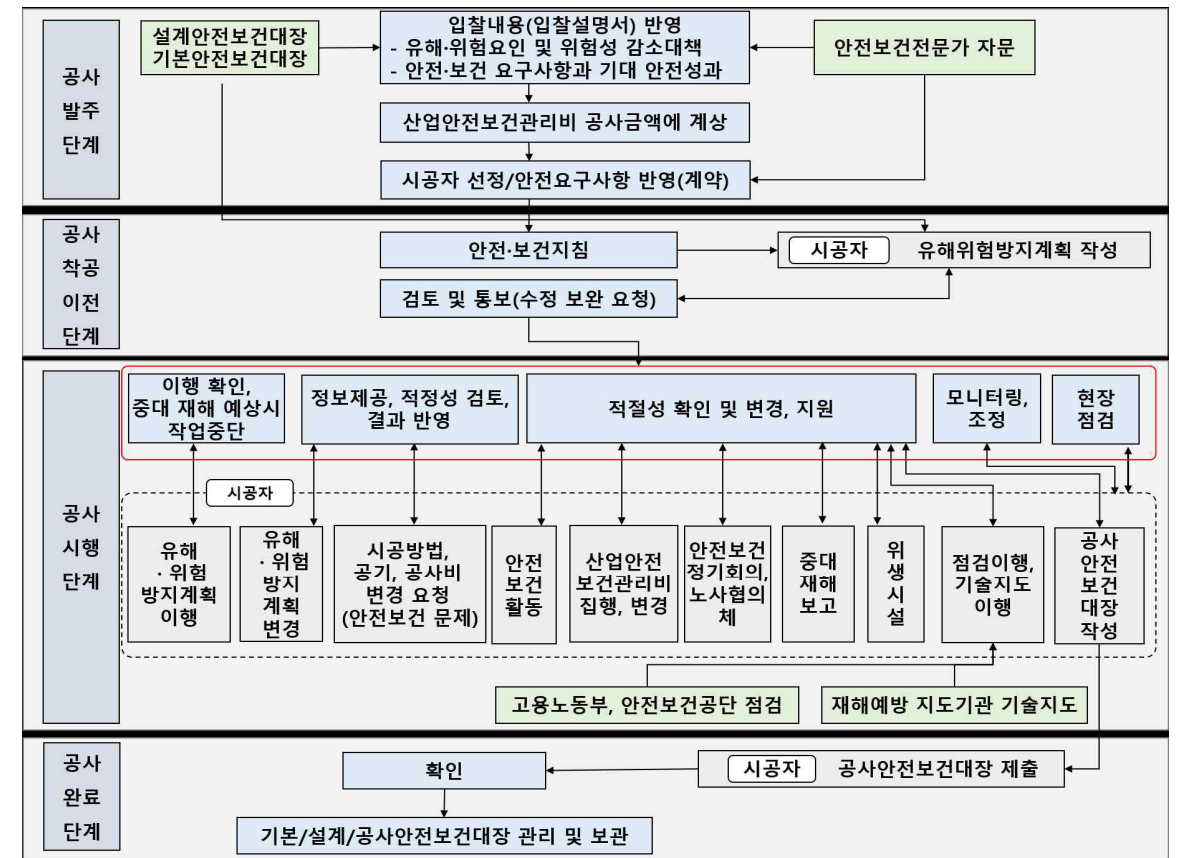 공사
발주
단계
설계안전보건대장
기본안전보건대장
입찰내용(입찰설명서) 반영
- 유해·위험요인 및 위험성 감소대책
- 안전·보건 요구사항과 기대 안전성과
안전보건전문가 자문
산업안전보건관리비 공사금액에 계상
시공자 선정/안전요구사항 반영(계약)
공사
착공
이전
단계
안전·보건지침
시공자
유해위험방지계획 작성
검토 및 통보(수정 보완 요청)
공사
시행
단계
이행 확인,
중대 재해 예상시
작업중단
정보제공, 적정성 검토,
결과 반영
적절성 확인 및 변경, 지원
모니터링,
조정
현장
점검
시공자
유해
· 위험
방지계획
이행
유해
· 위험
방지
계획
변경
시공방법,
공기, 공사비
변경 요청
(안전보건 문제)
안전
보건
활동
산업안전
보건관리비
집행, 변경
안전보건
정기회의,
노사협의
체
중대
재해
보고
위
생
시
설
점검이행,
기술지도
이행
공사
안전
보건
대장
작성
고용노동부, 안전보건공단 점검
재해예방 지도기관 기술지도
공사
완료
단계
확인
시공자
공사안전보건대장 제출
기본/설계/공사안전보건대장 관리 및 보관